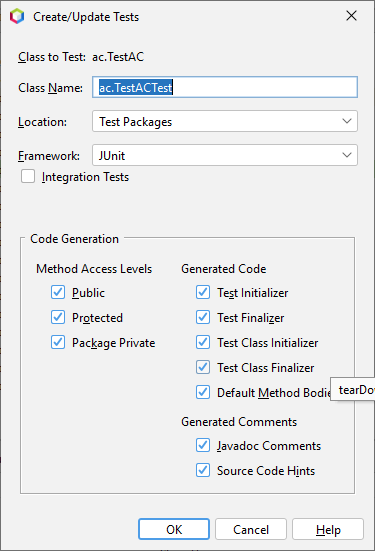 Create/Update Tests
Class to Test: ac.TestAC
Class Name: ac.TestACTest
Location: Test Packages
Framework: JUnit
Integration Tests
Code Generation
Method Access Levels
Public
Protected
Package Private
Generated Code
Test Initializer
Test Finalizer
Test Class Initializer
Test Class Finalizer
Default Method
Generated Comments
Javadoc Comments
Source Code Hints
OK
Cancel
Help